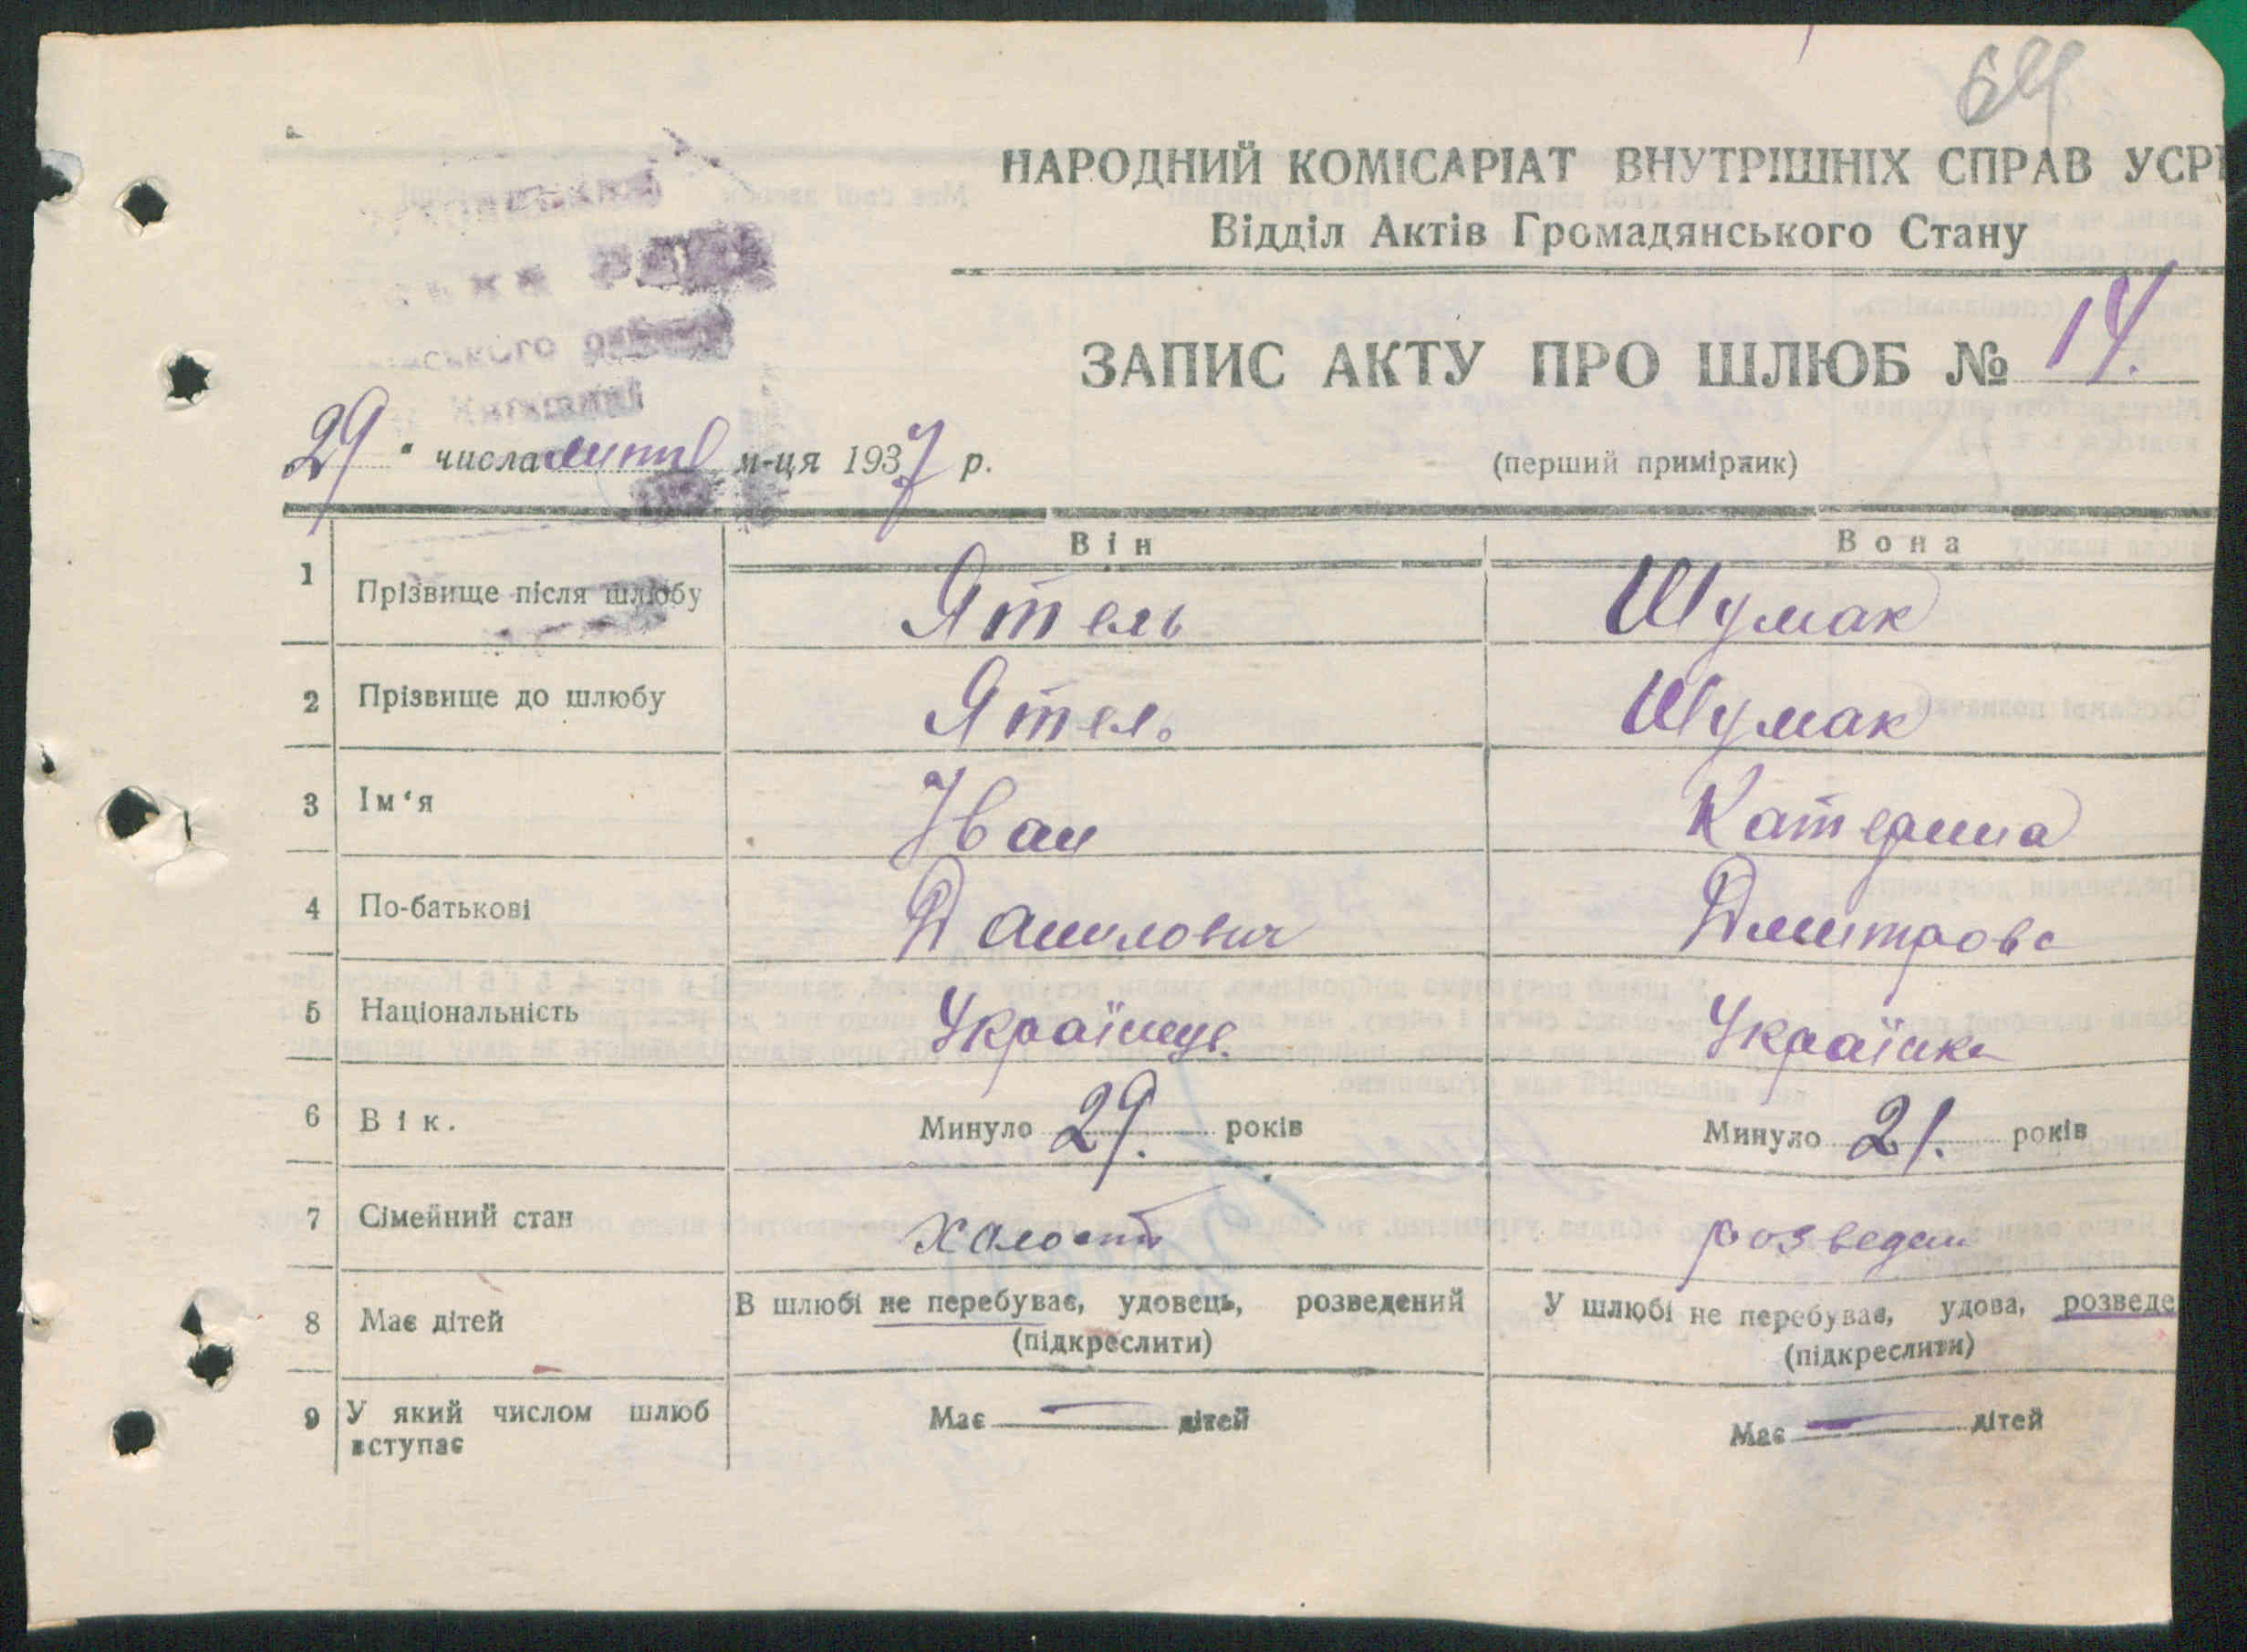 69
НАРОДНИЙ КОМІСАРІАТ ВНУТРІШНІХ СПРАВ УСРР
Відділ Актів Громадянського Стану
ЗАПИС АКТУ ПРО ШЛЮБ № 14.
29 " числа м-ця 1937 р.
(перший примірник)
Він Вона
1 Прізвище після шлюбу Ятель Шумак
2 Прізвище до шлюбу Ятель Шумак
3 Ім‘я Іван Катерина
4 По-батькові Данилович Дмитровс
5 Національність Українець Українка
6 Вік. Минуло 29. років Минуло 21. років
7 Сімейний стан холост розведен
8 Має дітей В шлюбі не перебуває, удовець, розведений У шлюбі не перебуває, удова, розведе
(підкреслити) (підкреслити)
9 У який числом шлюб Має — дітей Має — дітей
вступає